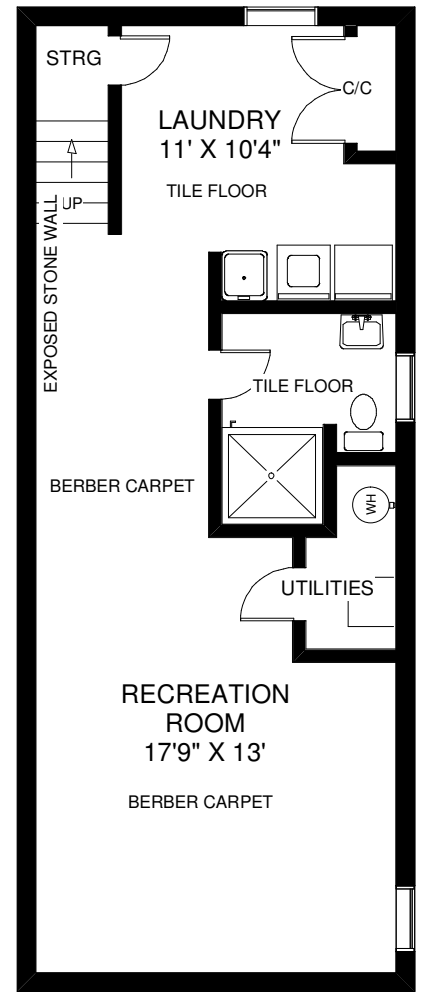 STRG
C/C
LAUNDRY
11' X 10'4"
TILE FLOOR
UP
EXPOSED STONE WALL
TILE FLOOR
BERBER CARPET
WH
UTILITIES
RECREATION
ROOM
17'9" X 13'
BERBER CARPET